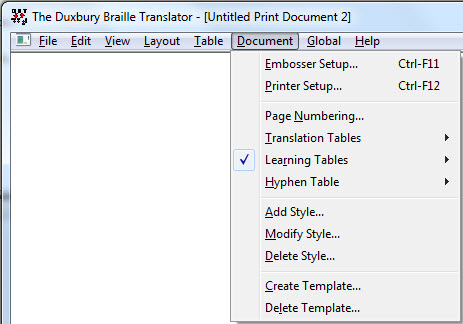 The Duxbury Braille Translator - [Untitled Print Document 2]
File Edit View Layout Table Document Global Help
Embosser Setup... Ctrl-F11
Printer Setup... Ctrl-F12
Page Numbering...
Translation Tables
Learning Tables
Hyphen Table
Add Style...
Modify Style...
Delete Style...
Create Template...
Delete Template...